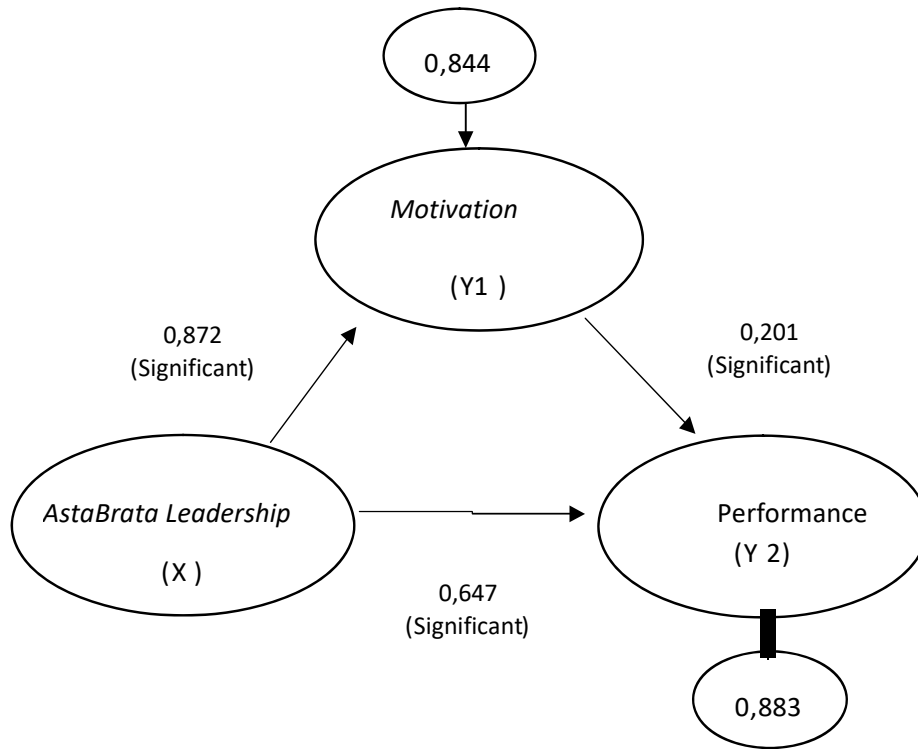 0,844
Motivation
(Y1 )
0,872
(Significant)
0,201
(Significant)
AstaBrata Leadership
(X )
Performance
(Y 2)
0,647
(Significant)
0,883